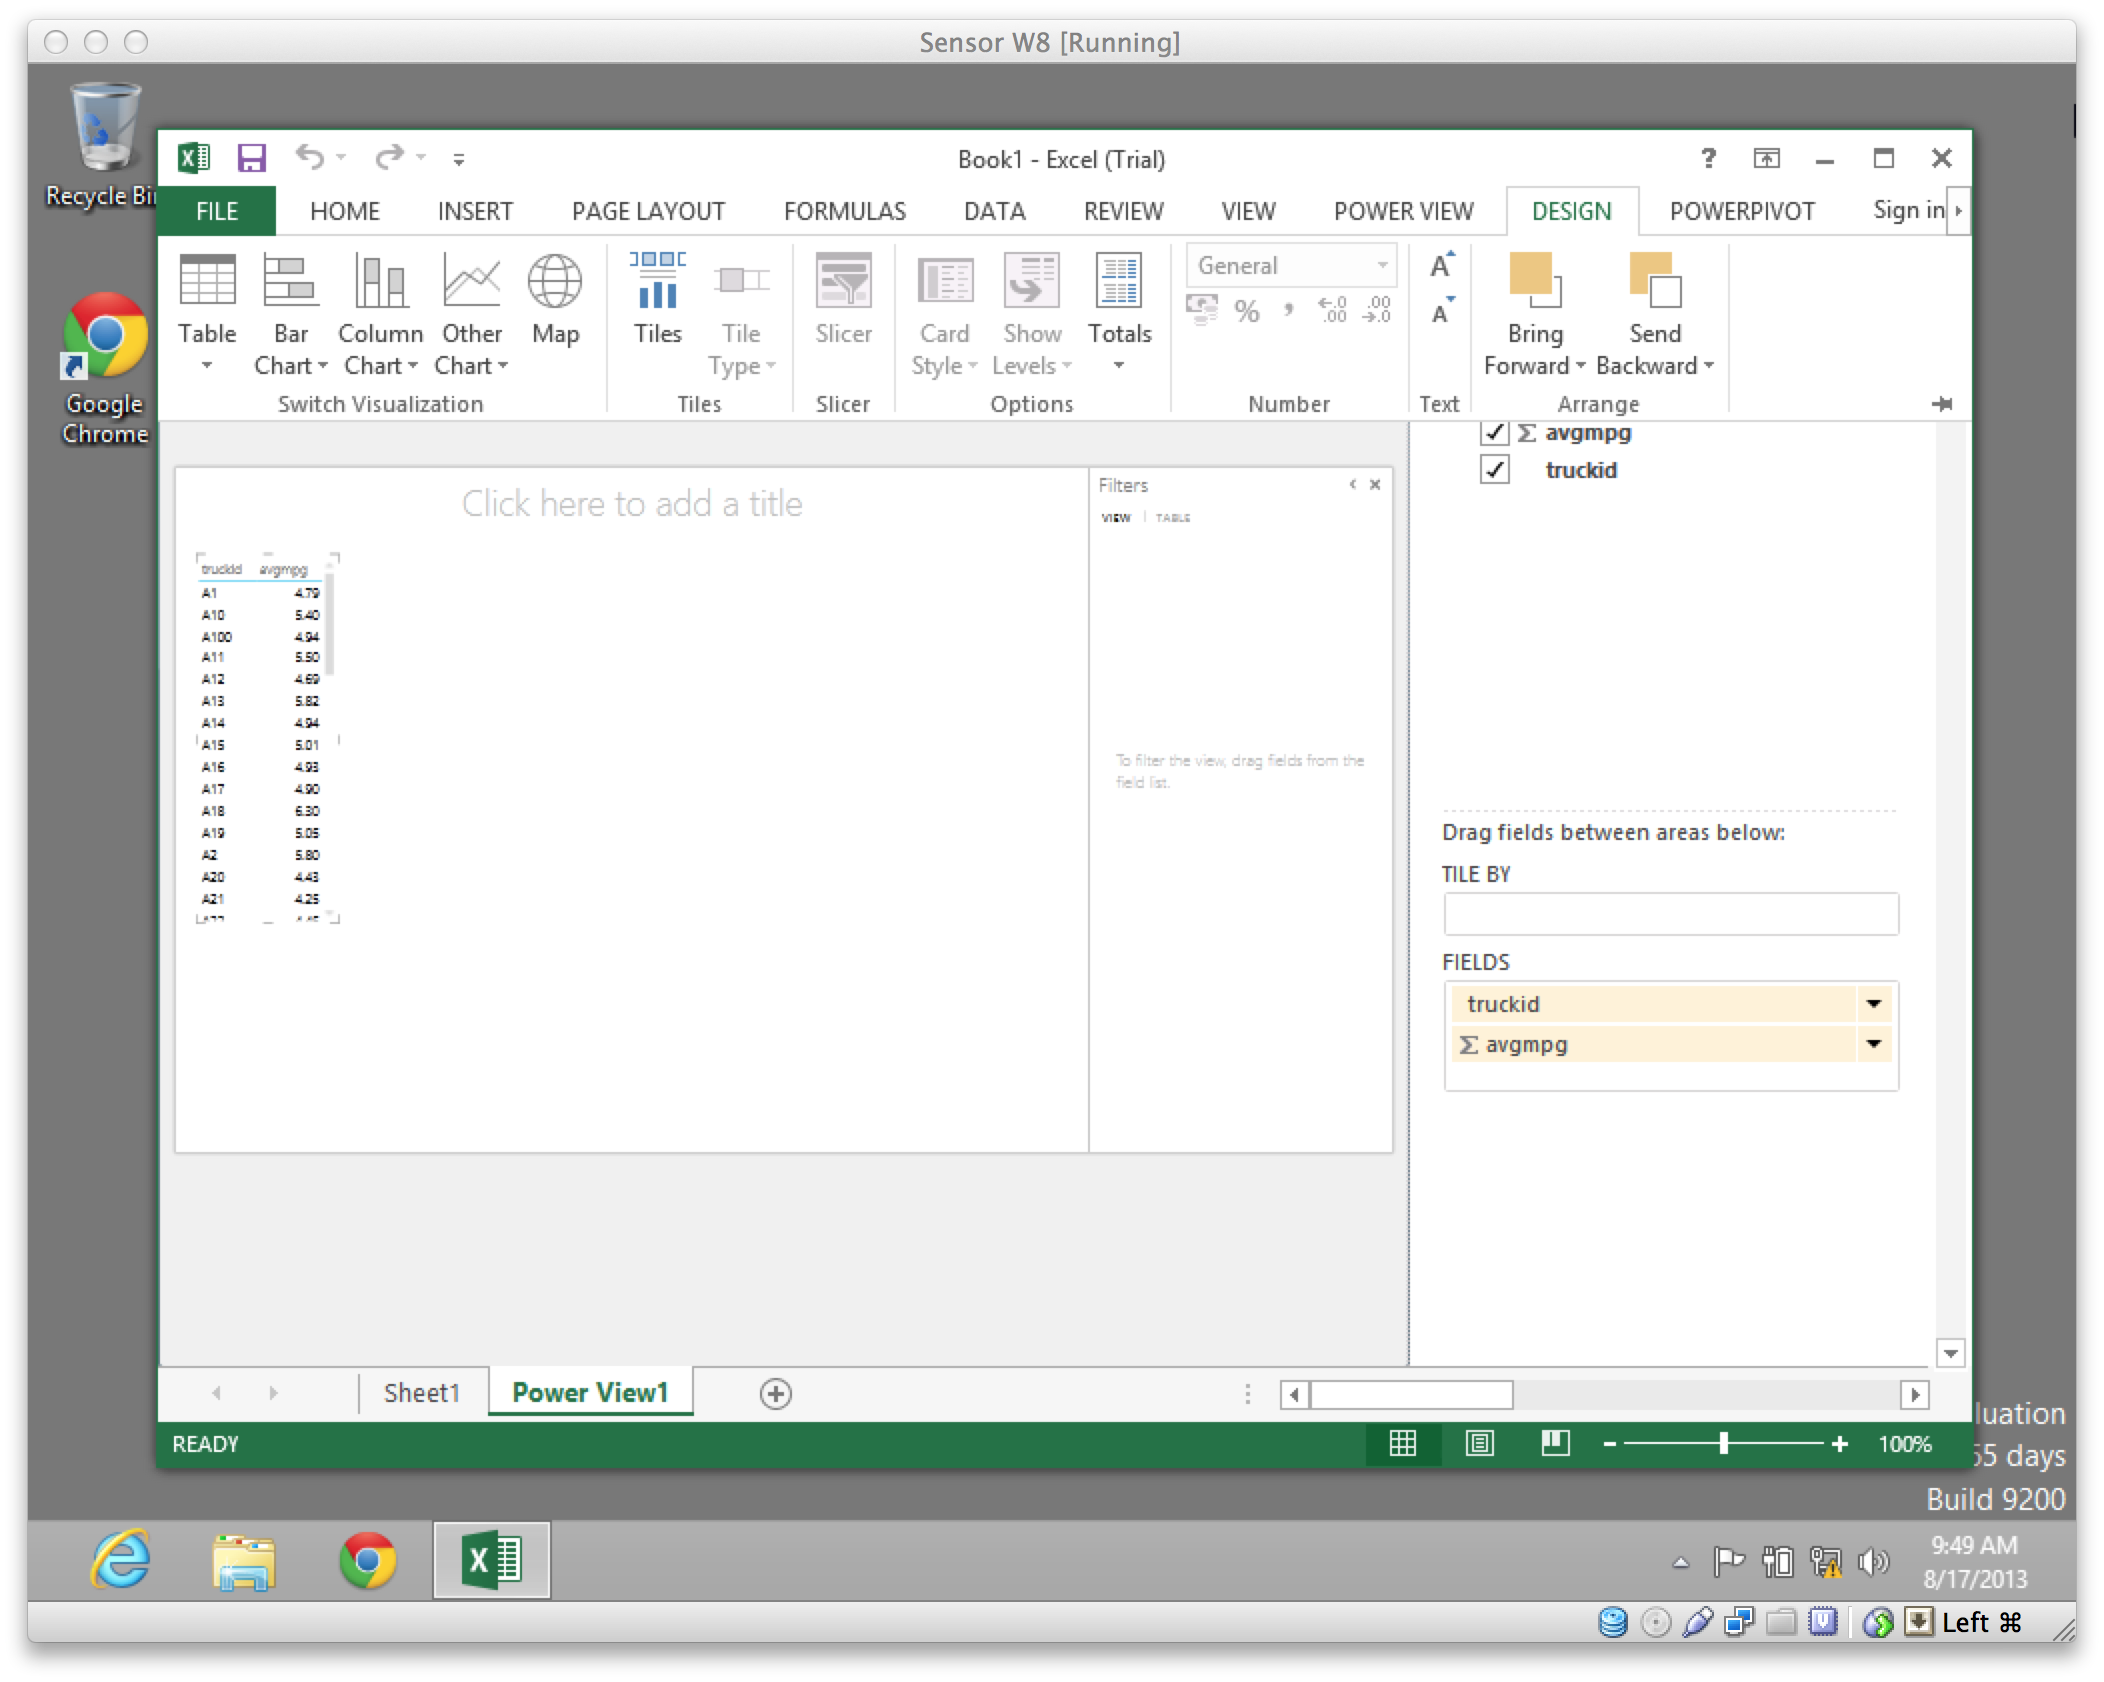 Sensor W8 [Running]
Recycle Bi
Google
Chrome
Book1 - Excel (Trial)
?
FILE HOME INSERT PAGE LAYOUT FORMULAS DATA REVIEW VIEW POWER VIEW DESIGN POWERPIVOT Sign in
Table
Bar Chart
Column Chart
Other Chart
Map
Switch Visualization
Tiles
Tile Type
Tiles
Slicer
Slicer
Card Style
Show Levels
Totals
Options
General
% , .0 .00 .00 .0
Number
A
A
Text
Bring Forward
Send Backward
Arrange
Click here to add a title
truckid avgmpg
A1 4.79
A10 5.40
A100 4.94
A11 5.50
A12 4.69
A13 5.82
A14 4.94
A15 5.01
A16 4.93
A17 4.90
A18 6.30
A19 5.05
A2 5.80
A20 4.43
A21 4.25
Filters
VIEW | TABLE
To filter the view, drag fields from the
field list.
Σ avgmpg
truckid
Drag fields between areas below:
TILE BY
FIELDS
truckid
Σ avgmpg
Sheet1 Power View1
READY
100%
luation
55 days
Build 9200
9:49 AM
8/17/2013
Left ⌘